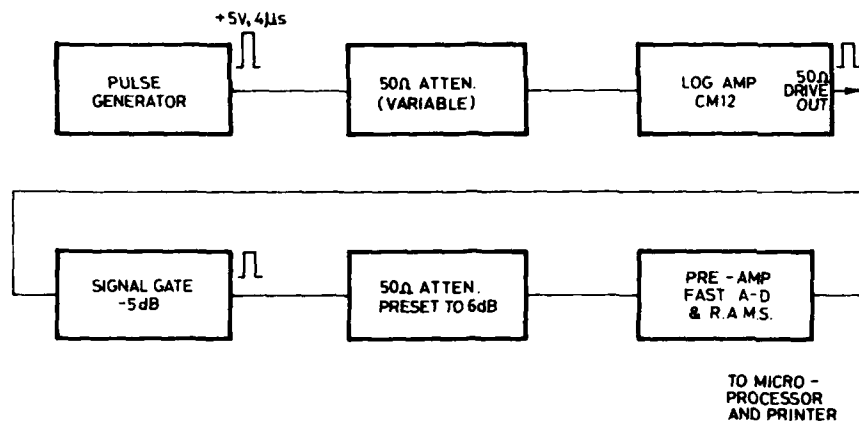 +5V, 4µs
PULSE
GENERATOR
50Ω ATTEN.
(VARIABLE)
LOG AMP
CM12
50Ω
DRIVE
OUT
SIGNAL GATE
-5dB
50Ω ATTEN.
PRESET TO 6dB
PRE-AMP
FAST A-D
& R.A.M.S.
TO MICRO-
PROCESSOR
AND PRINTER